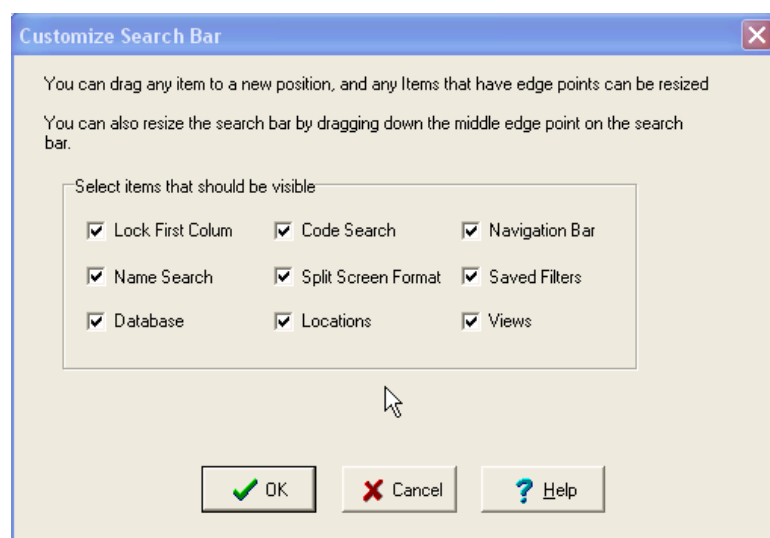 Customize Search Bar
You can drag any item to a new position, and any Items that have edge points can be resized
You can also resize the search bar by dragging down the middle edge point on the search
bar.
Select items that should be visible
Lock First Colum Code Search Navigation Bar
Name Search Split Screen Format Saved Filters
Database Locations Views
OK Cancel Help